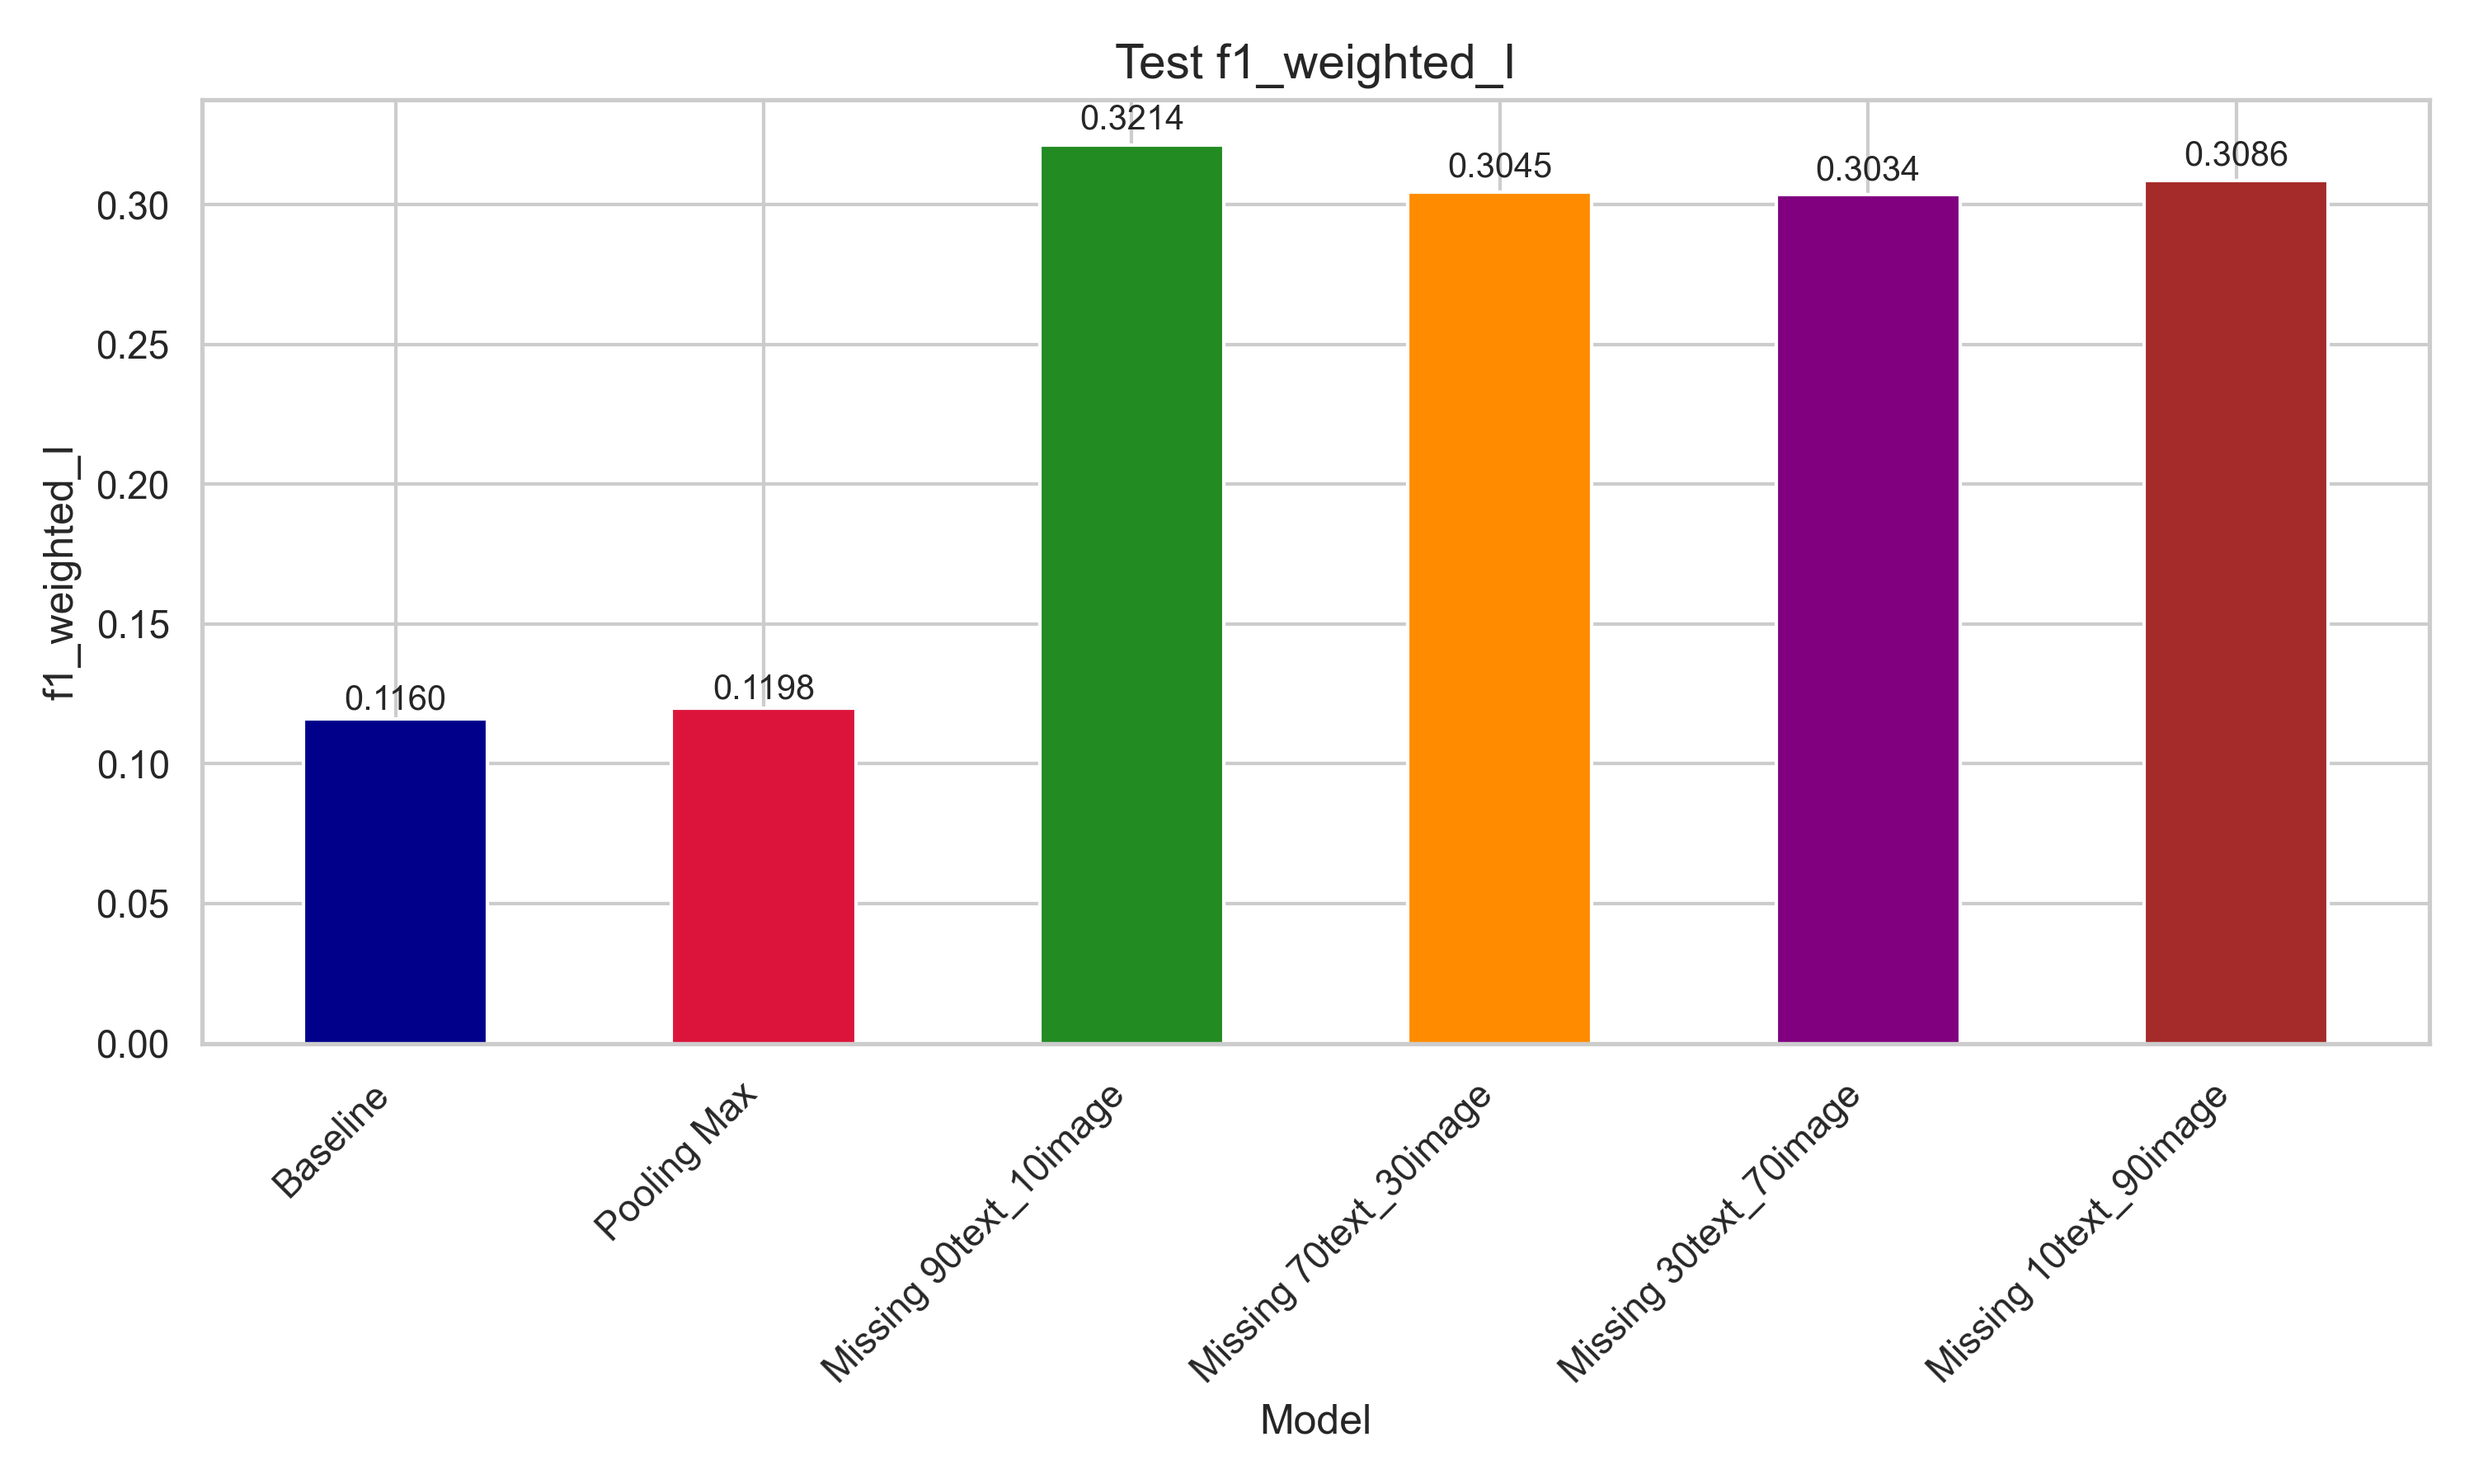 Test f1_weighted_I
f1_weighted_I
0.30
0.25
0.20
0.15
0.10
0.05
0.00
0.1160
0.1198
0.3214
0.3045
0.3034
0.3086
Baseline
Pooling Max
Missing 90text_10image
Missing 70text_30image
Missing 30text_70image
Missing 10text_90image
Model